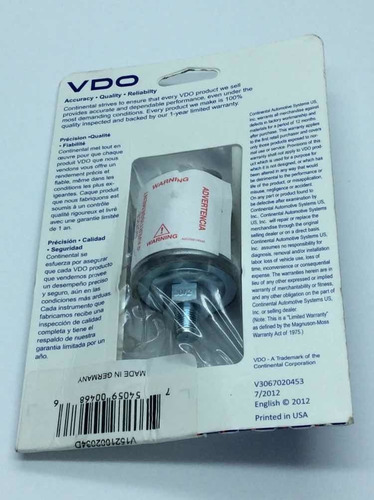 VDO
Accuracy • Quality • Reliabilty
Continental strives to ensure that every VDO product we sell
provides accurate and dependable performance, even under the
most demanding conditions. Every product we make is 100%
quality inspected and backed by our 1-year limited warranty.
Précision •Qualité
• Fiabilité
Continental met tout en
œuvre pour que chaque
produit VDO que nous
vendons vous offre un
rendement précis et
fiable, même dans les
conditions les plus ex-
igeantes. Caque produit
que nous fabriquons est
soumis à un contrôle
qualité rigoureux et livré
avec une garantie limitée
de 1 an.
Précisión • Calidad
• Seguridad
Continental se
esfuerza por asegurar
que cada VDO producto
que vendemos provee
un desempeño preciso
y seguro, aún en las
condiciones más arduas.
Cada instrumento que
fabricamos recibe una
inspección de calidad
completa y tiene el
respaldo de nuestra
garantía limitada por un
año.
WARNING
ADVERTENCIA
WARNING
Continental Automotive Systems US,
Inc. warrants all merchandise against
defects in factory workmanship and
materials for a period of 12 months
after purchase. This warranty applies
to the first retail purchaser and covers
only those products exposed to nor-
mal use or service. Provisions of this
warranty shall not apply to VDO prod-
uct which is used for a purpose for
which it is not designed, or which has
been altered in any way that would
be detrimental to the performance or
life of the product, or misapplication,
misuse, negligence, or accident.
On any part or product found to
be defective after examination by
Continental Automotive Systems US,
Inc., Continental Automotive Systems
US, Inc. will repair or replace the
merchandise through the original
selling dealer or on a direct basis.
Continental Automotive Systems US,
Inc. assumes no responsibility for
diagnosis, removal and/or installation
labor, loss of vehicle use, loss of
time, inconvenience or consequential
expense. The warranties herein are in
lieu of any other expressed or implied
warranty of merchantability or fitness,
and any other obligation on the part of
Continental Automotive Systems US,
Inc. or selling dealer.
(Note: This is a "Limited Warranty"
as defined by the Magnuson-Moss
Warranty Act of 1975.)
VDO - A Trademark of the
Continental Corporation
V3067020453
7/2012
English © 2012
Printed in USA
MADE IN GERMANY
7 54059 00468 6
V1521002034D